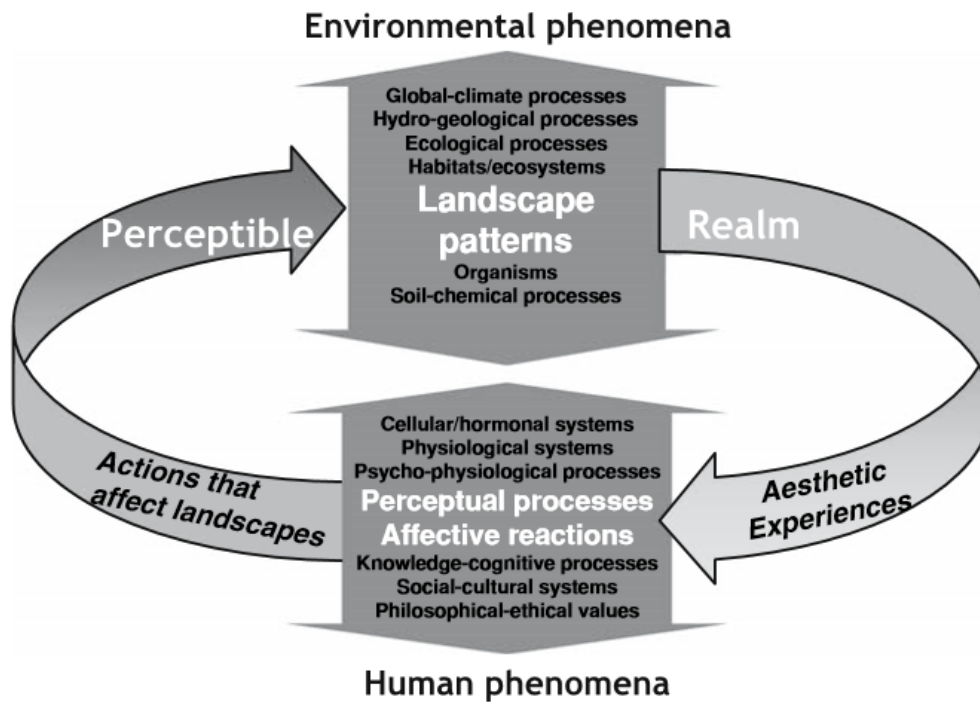 Environmental phenomena
Global-climate processes
Hydro-geological processes
Ecological processes
Habitats/ecosystems
Landscape
patterns
Organisms
Soil-chemical processes
Perceptible
Realm
Cellular/hormonal systems
Physiological systems
Psycho-physiological processes
Perceptual processes
Affective reactions
Knowledge-cognitive processes
Social-cultural systems
Philosophical-ethical values
Actions that
affect landscapes
Aesthetic
Experiences
Human phenomena